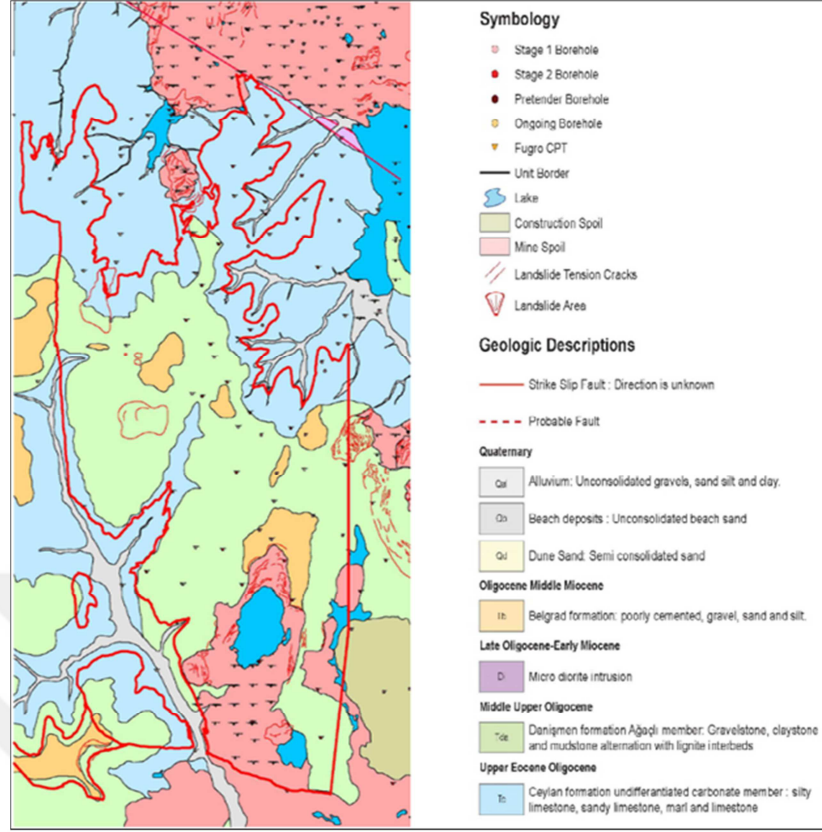 Symbology
Stage 1 Borehole
Stage 2 Borehole
Pretender Borehole
Ongoing Borehole
Fugro CPT
Unit Border
Lake
Construction Spoil
Mine Spoil
Landslide Tension Cracks
Landslide Area
Geologic Descriptions
Strike Slip Fault : Direction is unknown
Probable Fault
Quaternary
Qal Alluvium: Unconsolidated gravels, sand silt and clay.
Beach deposits : Unconsolidated beach sand
Dune Sand: Semi consolidated sand
Oligocene Middle Miocene
Belgrad formation: poorly cemented, gravel, sand and silt.
Late Oligocene-Early Miocene
Micro diorite intrusion
Middle Upper Oligocene
Danişmen formation Ağaçlı member: Gravelstone, claystone
and mudstone alternation with lignite interbeds
Upper Eocene Oligocene
Tc Ceylan formation undifferantiated carbonate member : silty
limestone, sandy limestone, marl and limestone